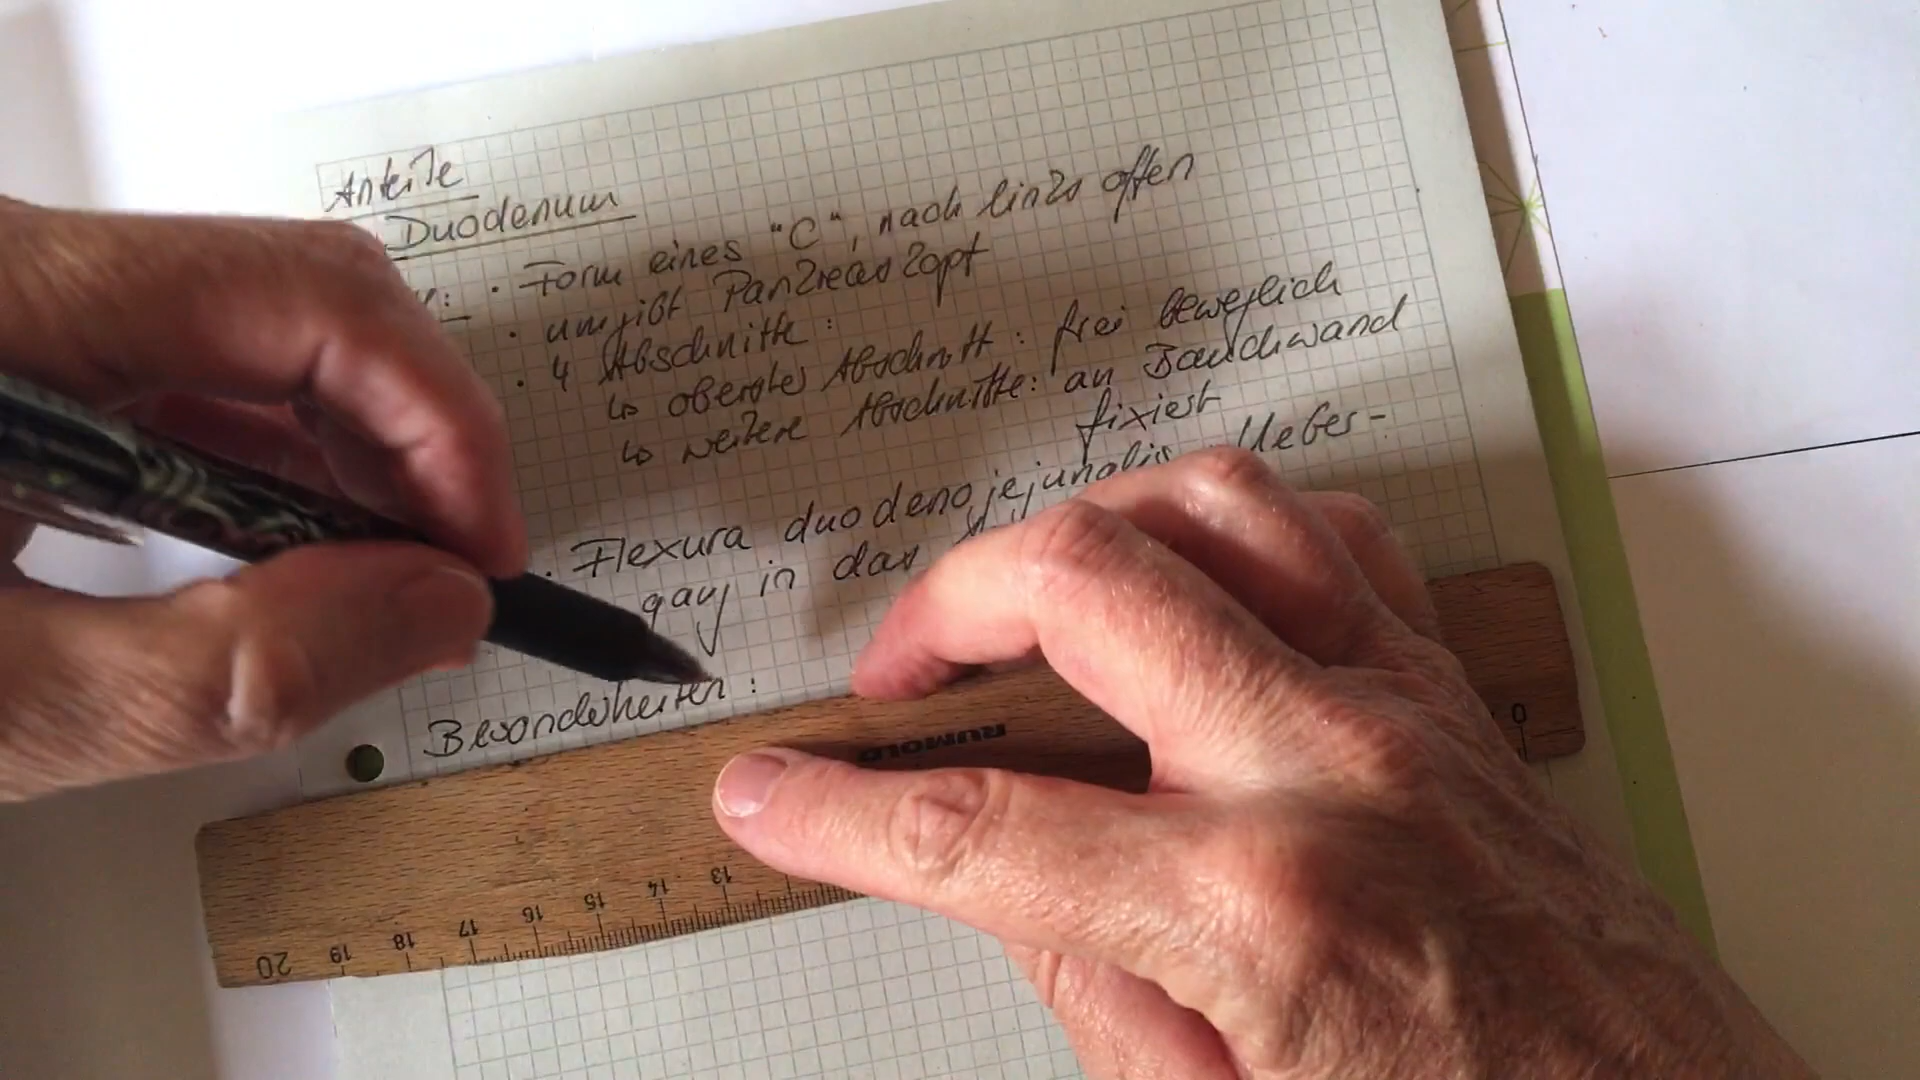 Anteile
Duodenum
: · Form eines "C", nach links offen
· umgibt Pankreaskopf
· 4 Abschnitte:
↳ oberster Abschnitt: frei beweglich
↳ weitere Abschnitte: an Bauchwand
fixiert
· Flexura duodenojejunalis Ueber-
gang in das
Besonderheiten:
RUMOLD
0
13
14
15
16
17
18
19
20